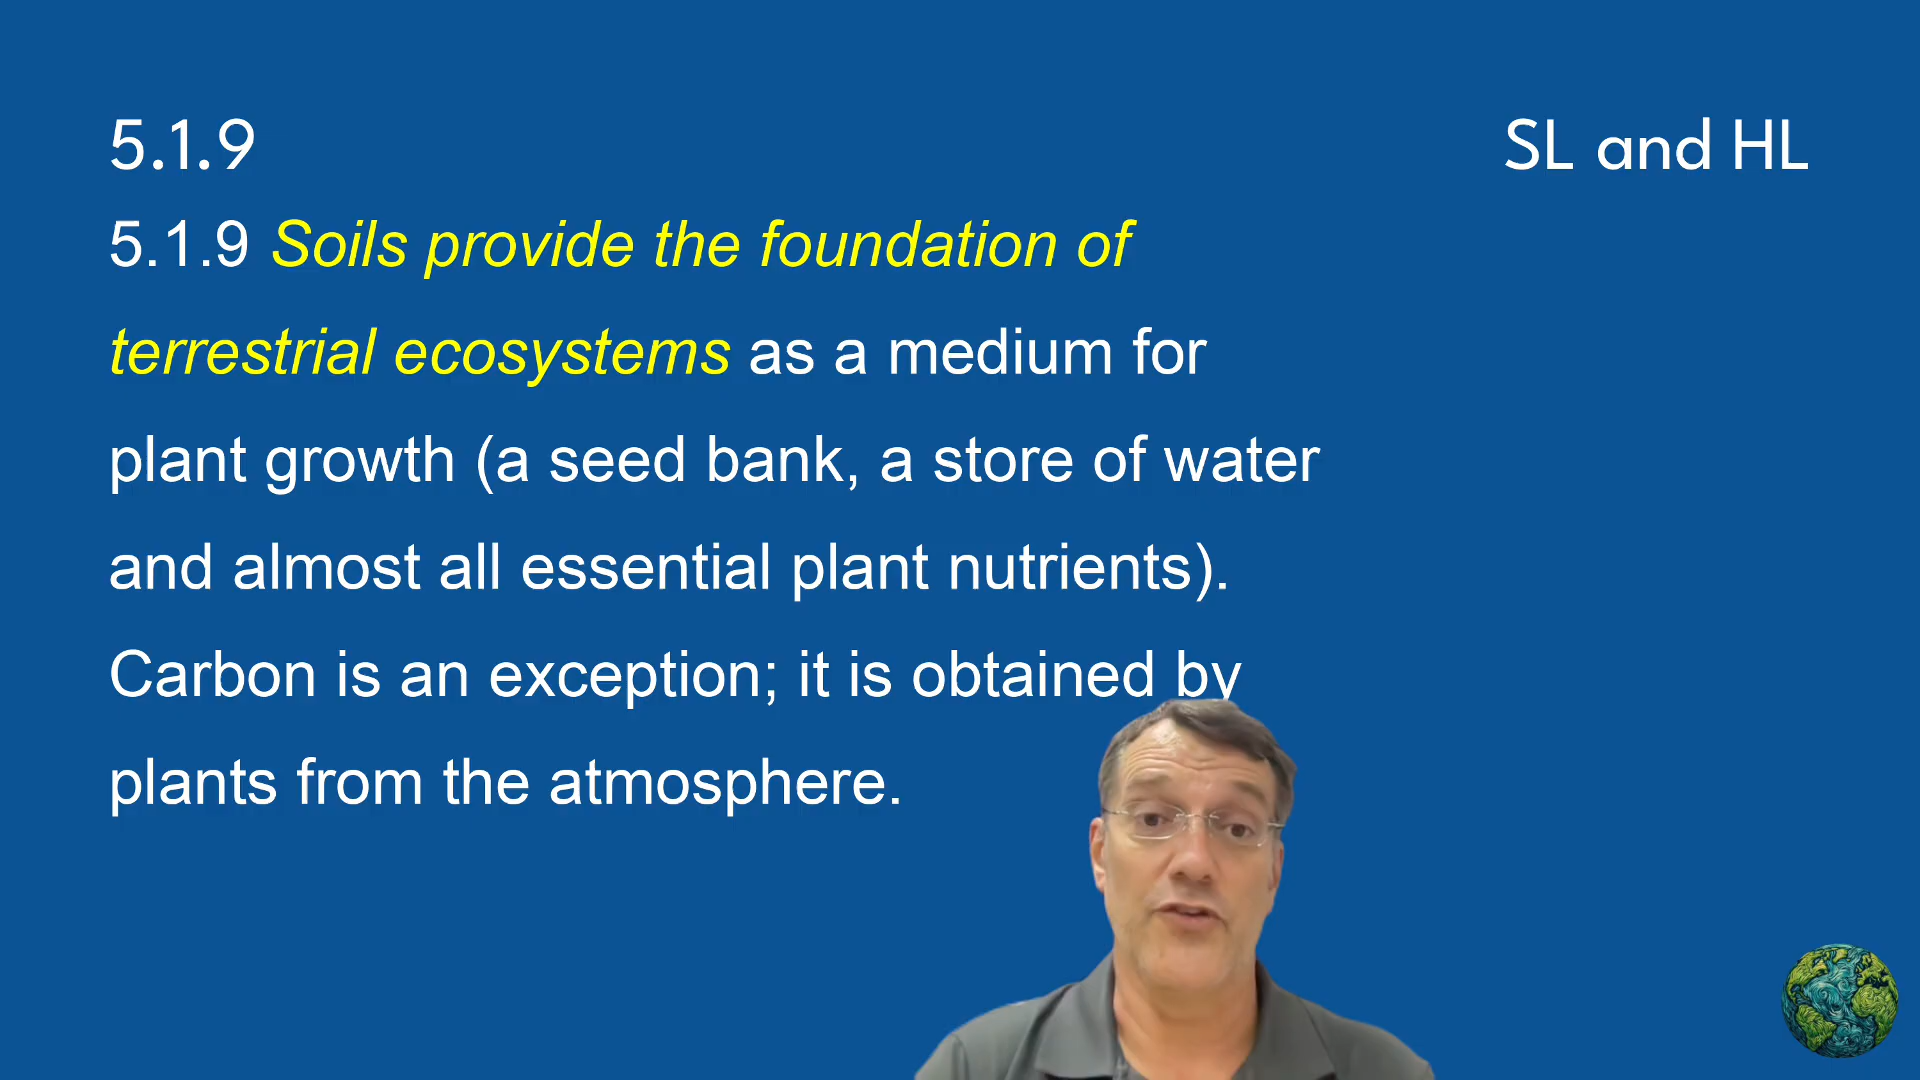 5.1.9
SL and HL
5.1.9 Soils provide the foundation of
terrestrial ecosystems as a medium for
plant growth (a seed bank, a store of water
and almost all essential plant nutrients).
Carbon is an exception; it is obtained by
plants from the atmosphere.